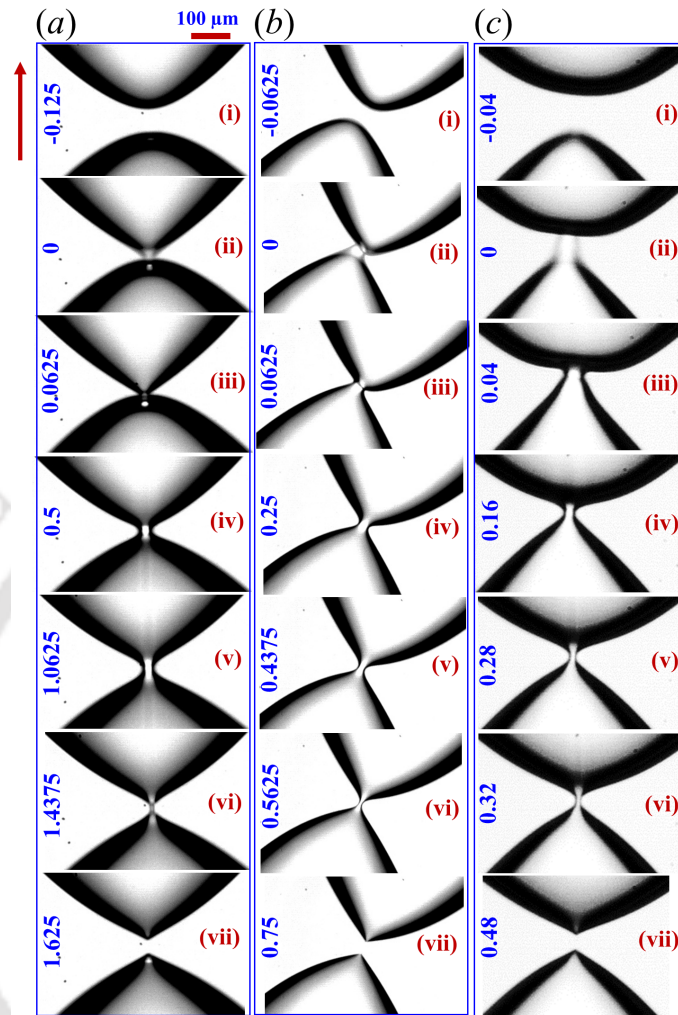 (a) 100 μm (b) (c)
-0.125 (i) -0.0625 (i) -0.04 (i)
0 (ii) 0 (ii) 0 (ii)
0.0625 (iii) 0.0625 (iii) 0.04 (iii)
0.5 (iv) 0.25 (iv) 0.16 (iv)
1.0625 (v) 0.4375 (v) 0.28 (v)
1.4375 (vi) 0.5625 (vi) 0.32 (vi)
1.625 (vii) 0.75 (vii) 0.48 (vii)